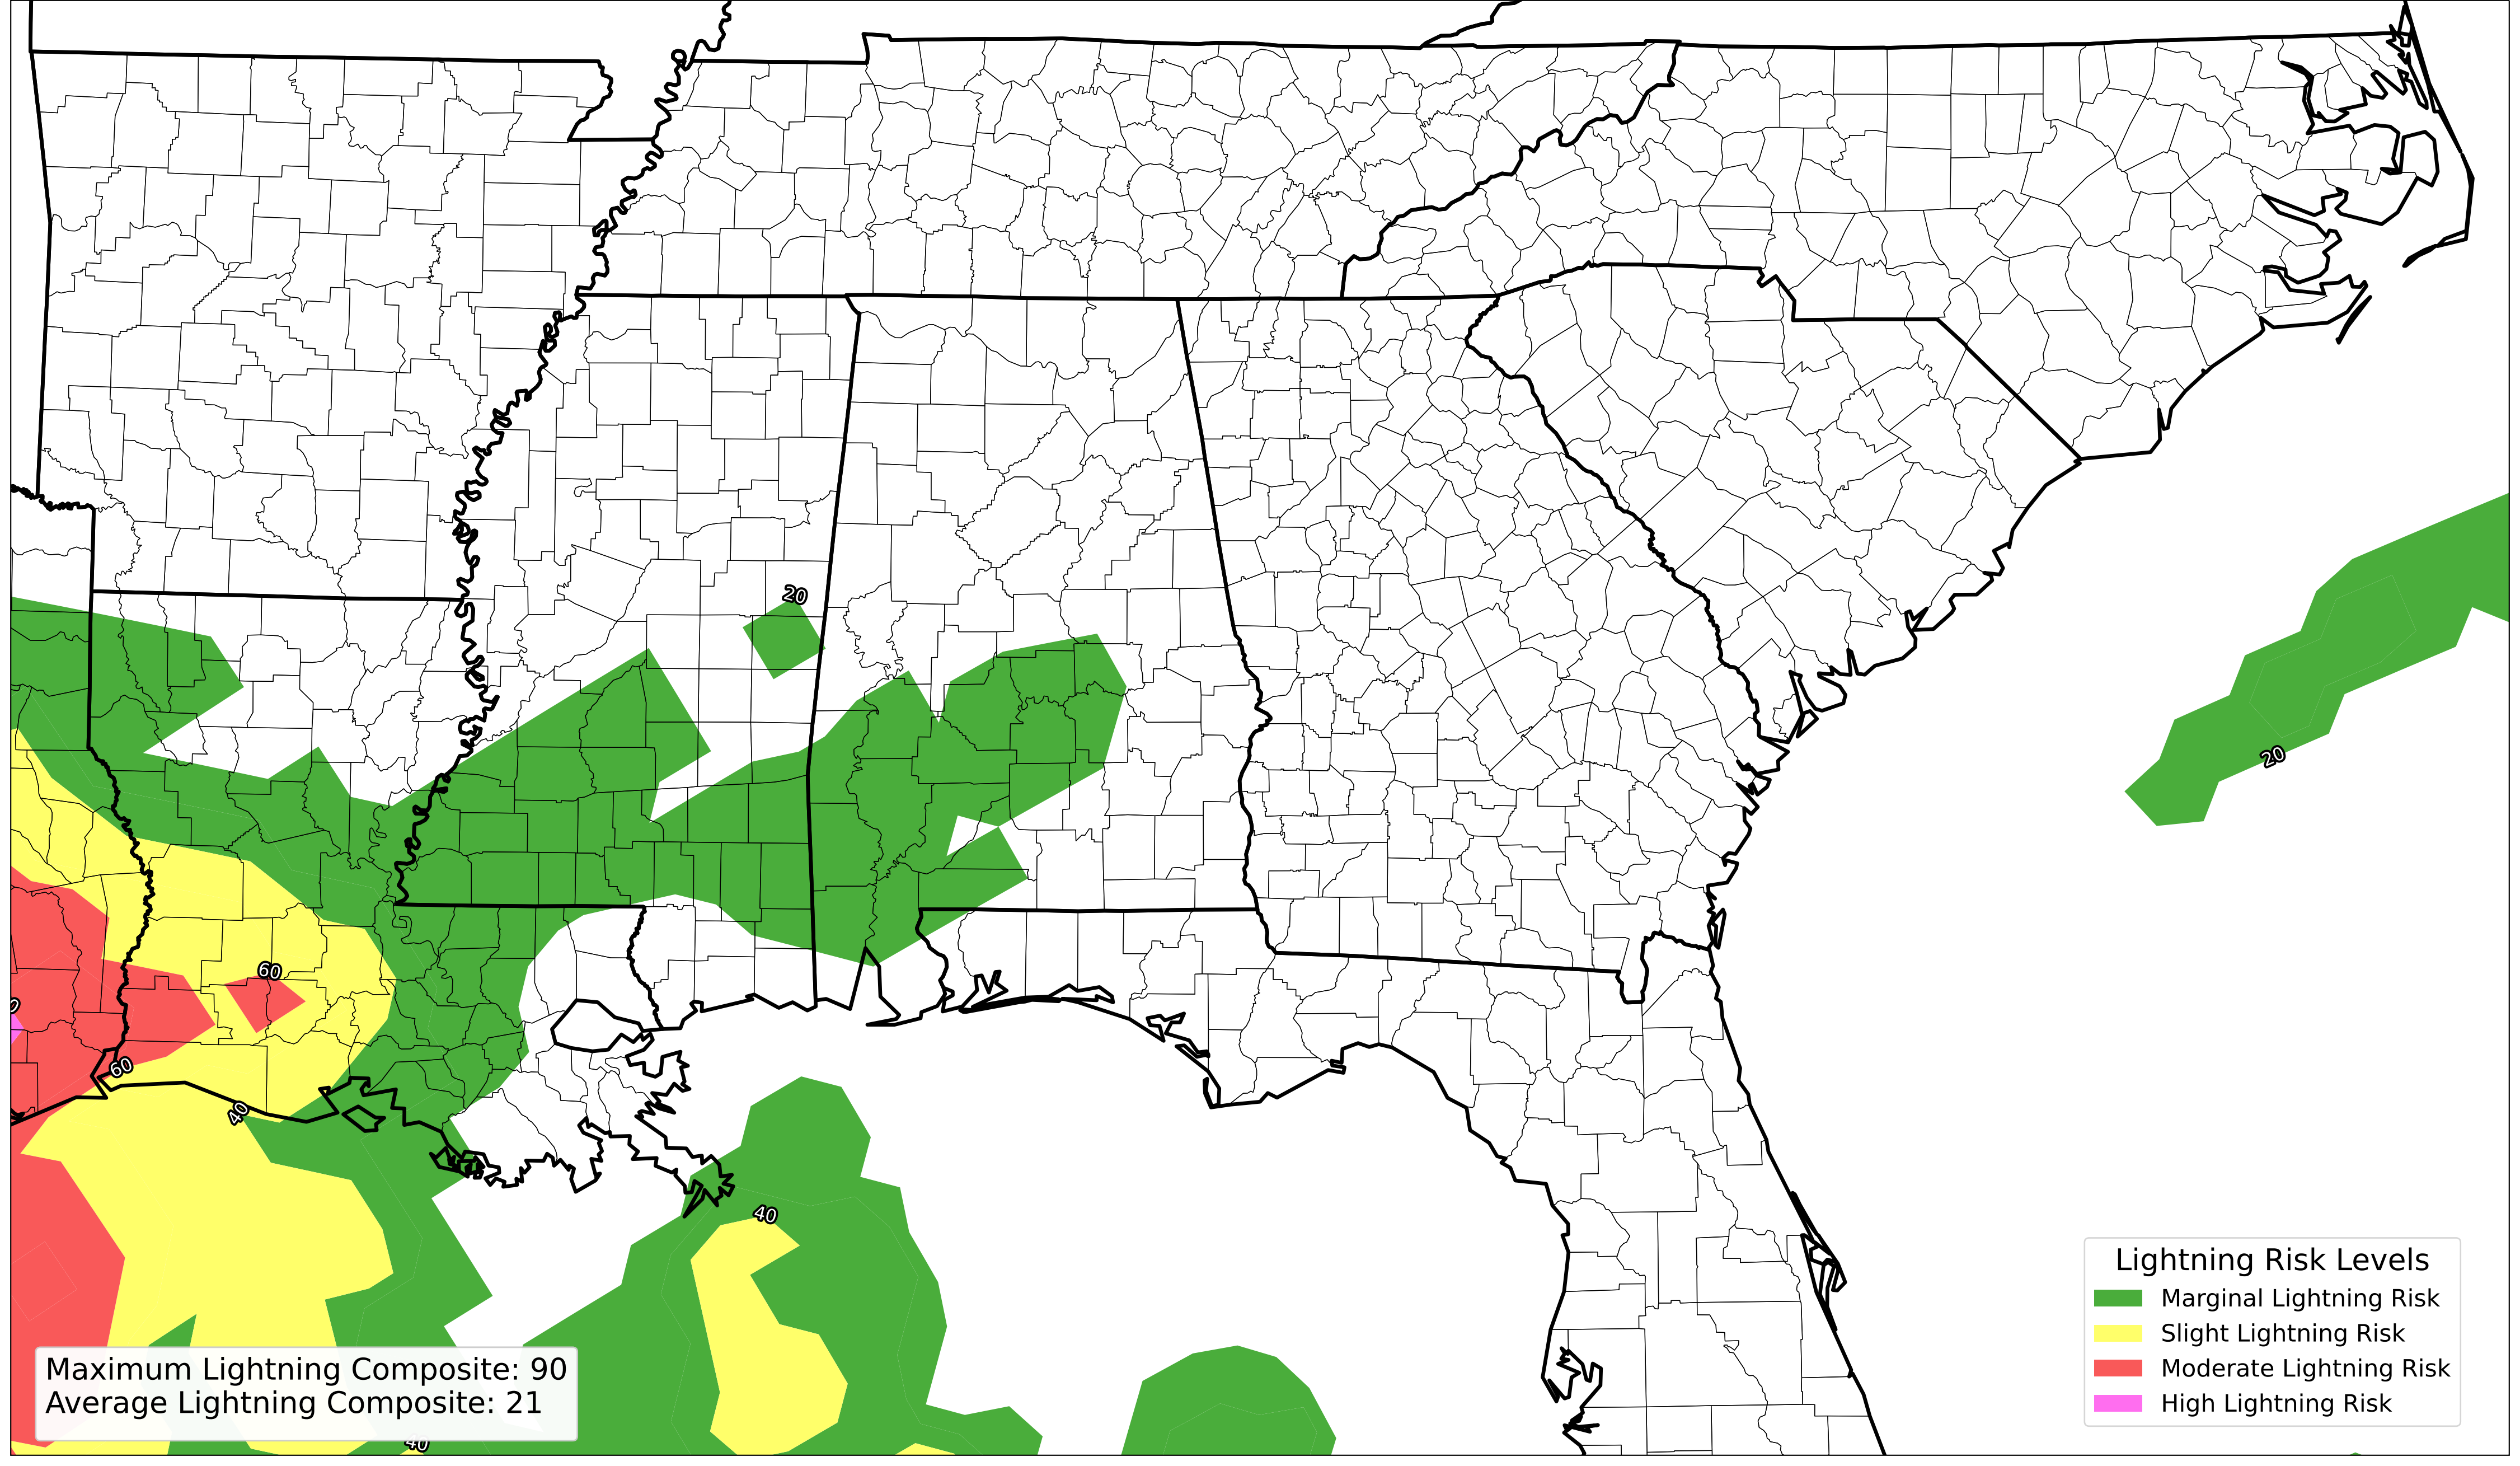 20
20
60
0
60
40
40
40
Lightning Risk Levels
Marginal Lightning Risk
Slight Lightning Risk
Moderate Lightning Risk
High Lightning Risk
Maximum Lightning Composite: 90
Average Lightning Composite: 21